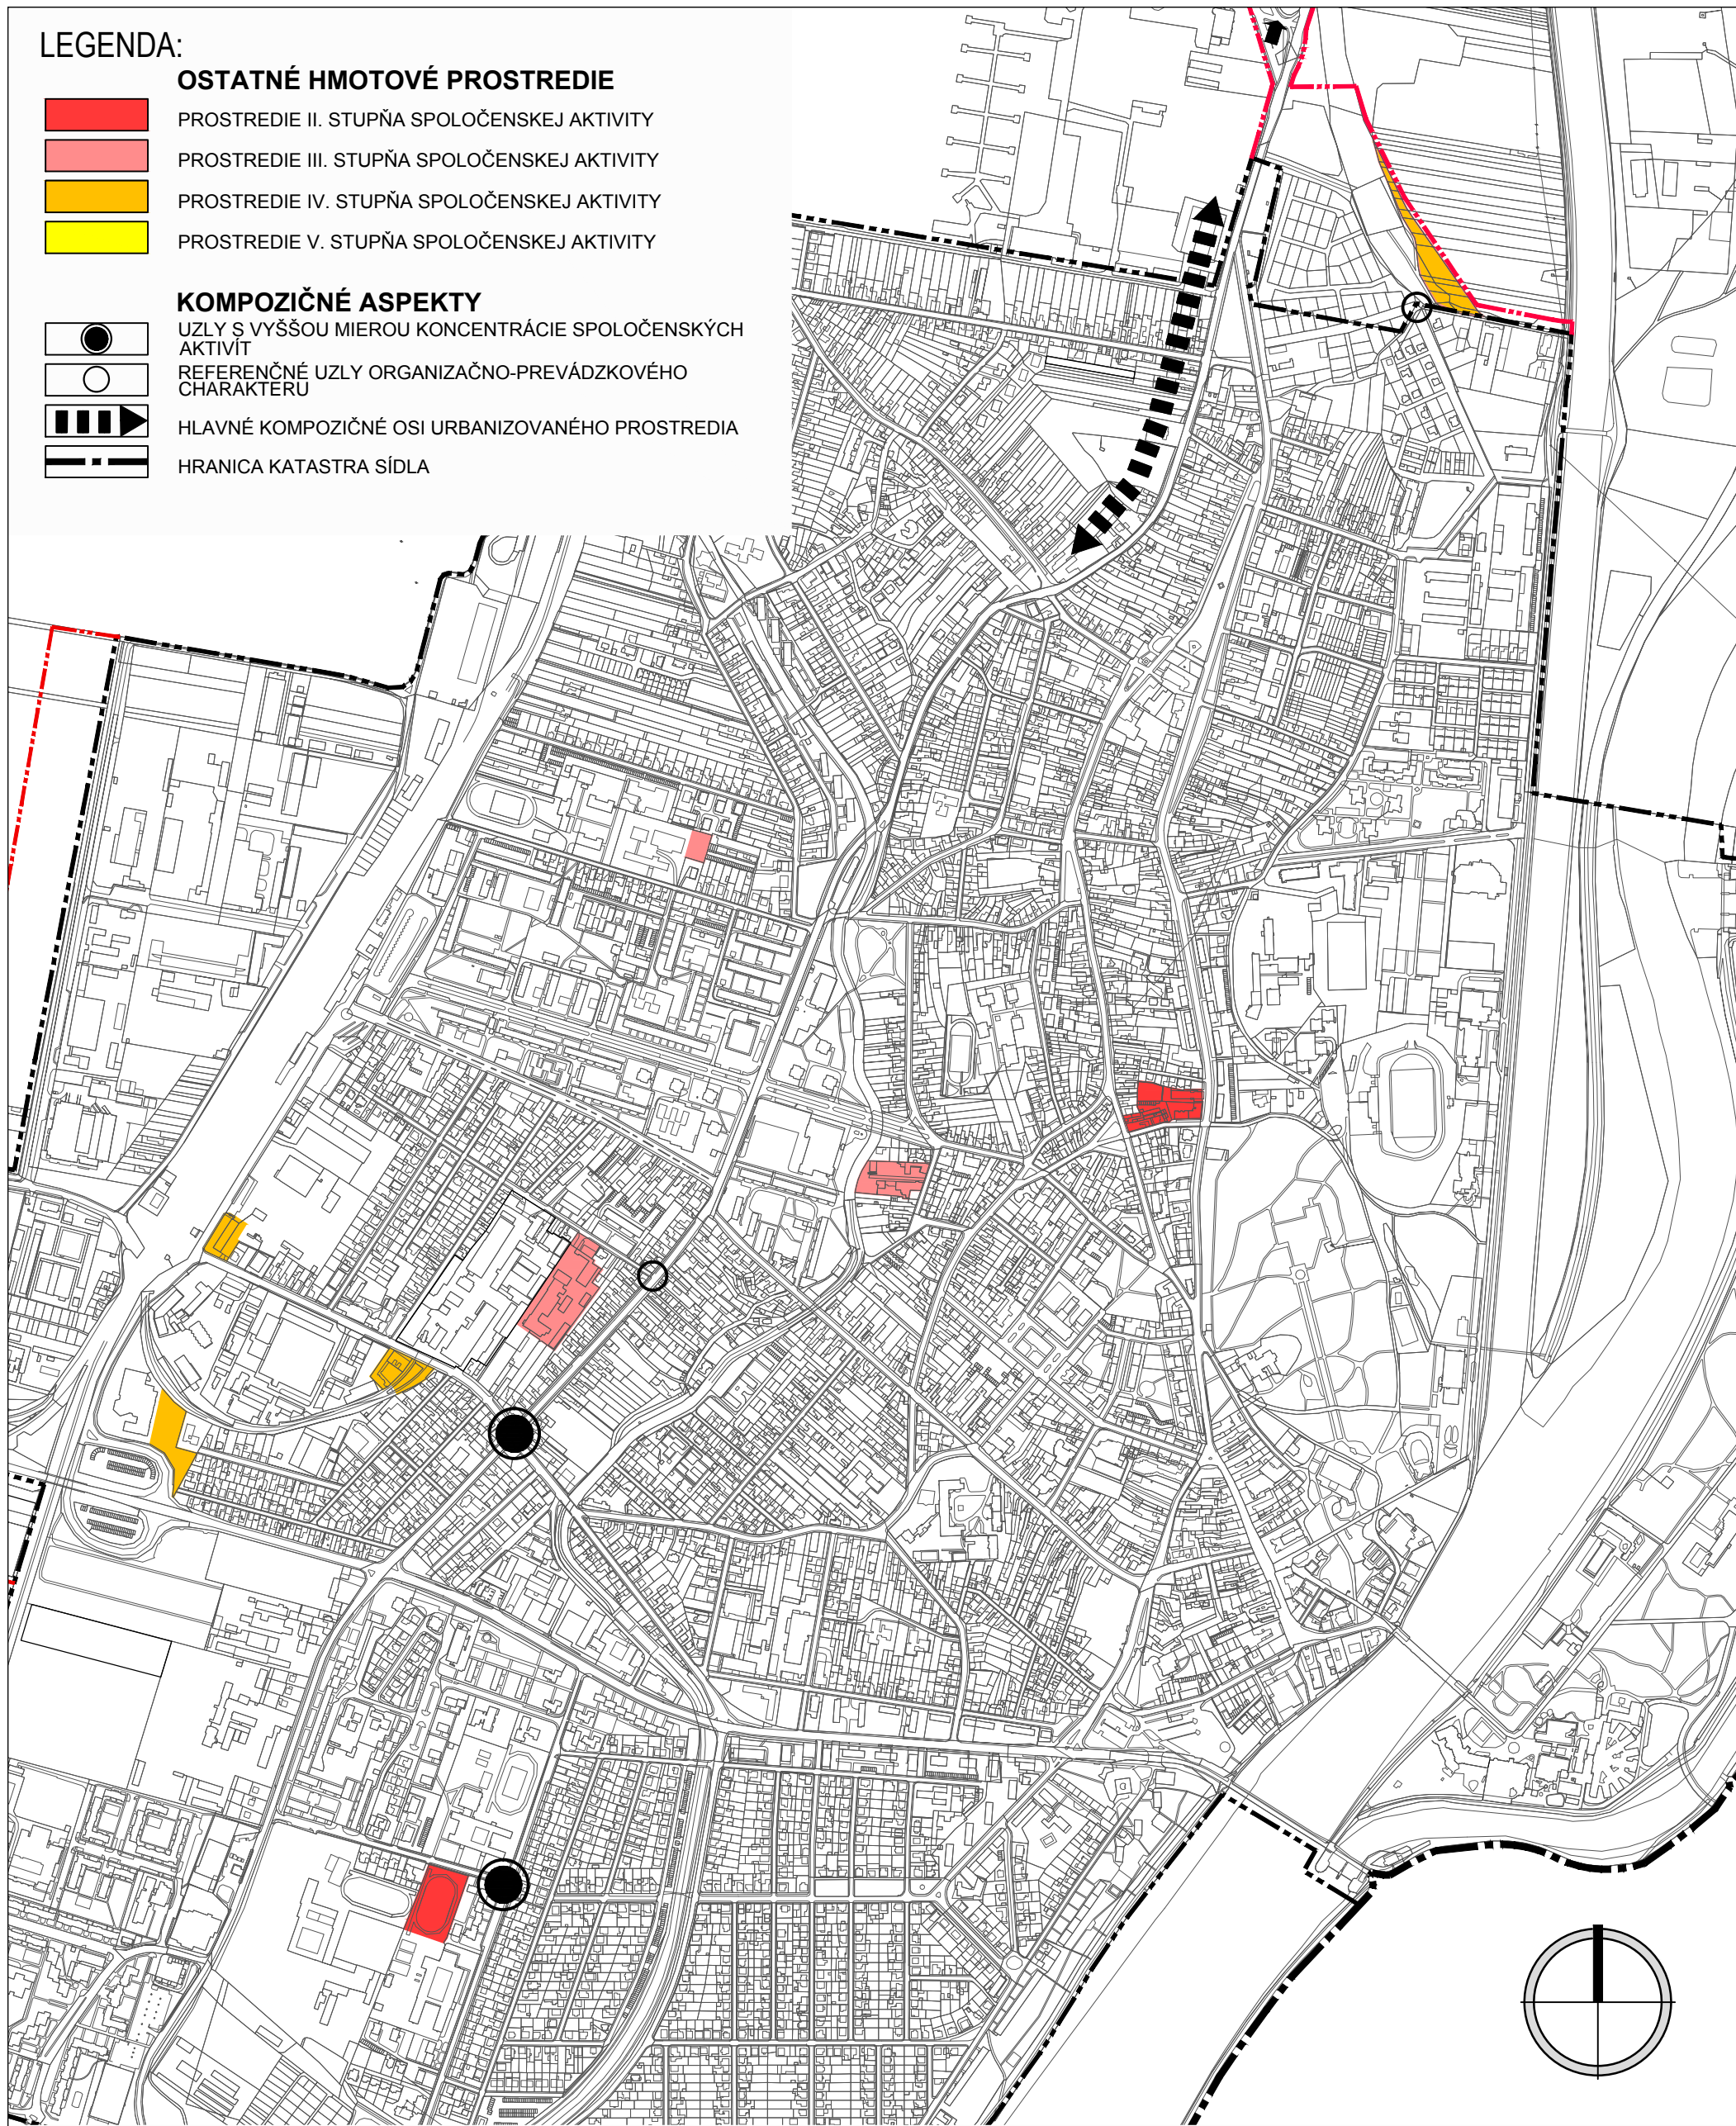 LEGENDA:
OSTATNÉ HMOTOVÉ PROSTREDIE
PROSTREDIE II. STUPŇA SPOLOČENSKEJ AKTIVITY
PROSTREDIE III. STUPŇA SPOLOČENSKEJ AKTIVITY
PROSTREDIE IV. STUPŇA SPOLOČENSKEJ AKTIVITY
PROSTREDIE V. STUPŇA SPOLOČENSKEJ AKTIVITY
KOMPOZIČNÉ ASPEKTY
UZLY S VYŠŠOU MIEROU KONCENTRÁCIE SPOLOČENSKÝCH
AKTIVÍT
REFERENČNÉ UZLY ORGANIZAČNO-PREVÁDZKOVÉHO
CHARAKTERU
HLAVNÉ KOMPOZIČNÉ OSI URBANIZOVANÉHO PROSTREDIA
HRANICA KATASTRA SÍDLA